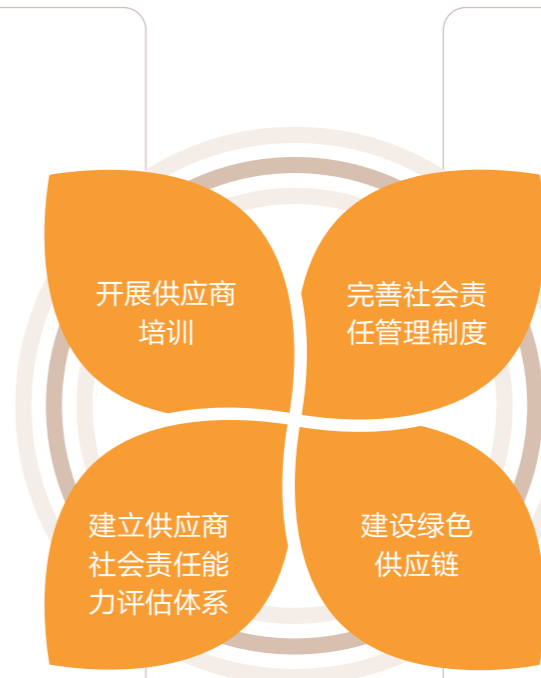 开展供应商
培训
完善社会责
任管理制度
建立供应商
社会责任能
力评估体系
建设绿色
供应链